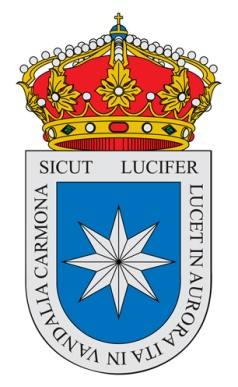 SICUT LUCIFER
LUCET IN AURORA ITA IN VANDALIA CARMONA